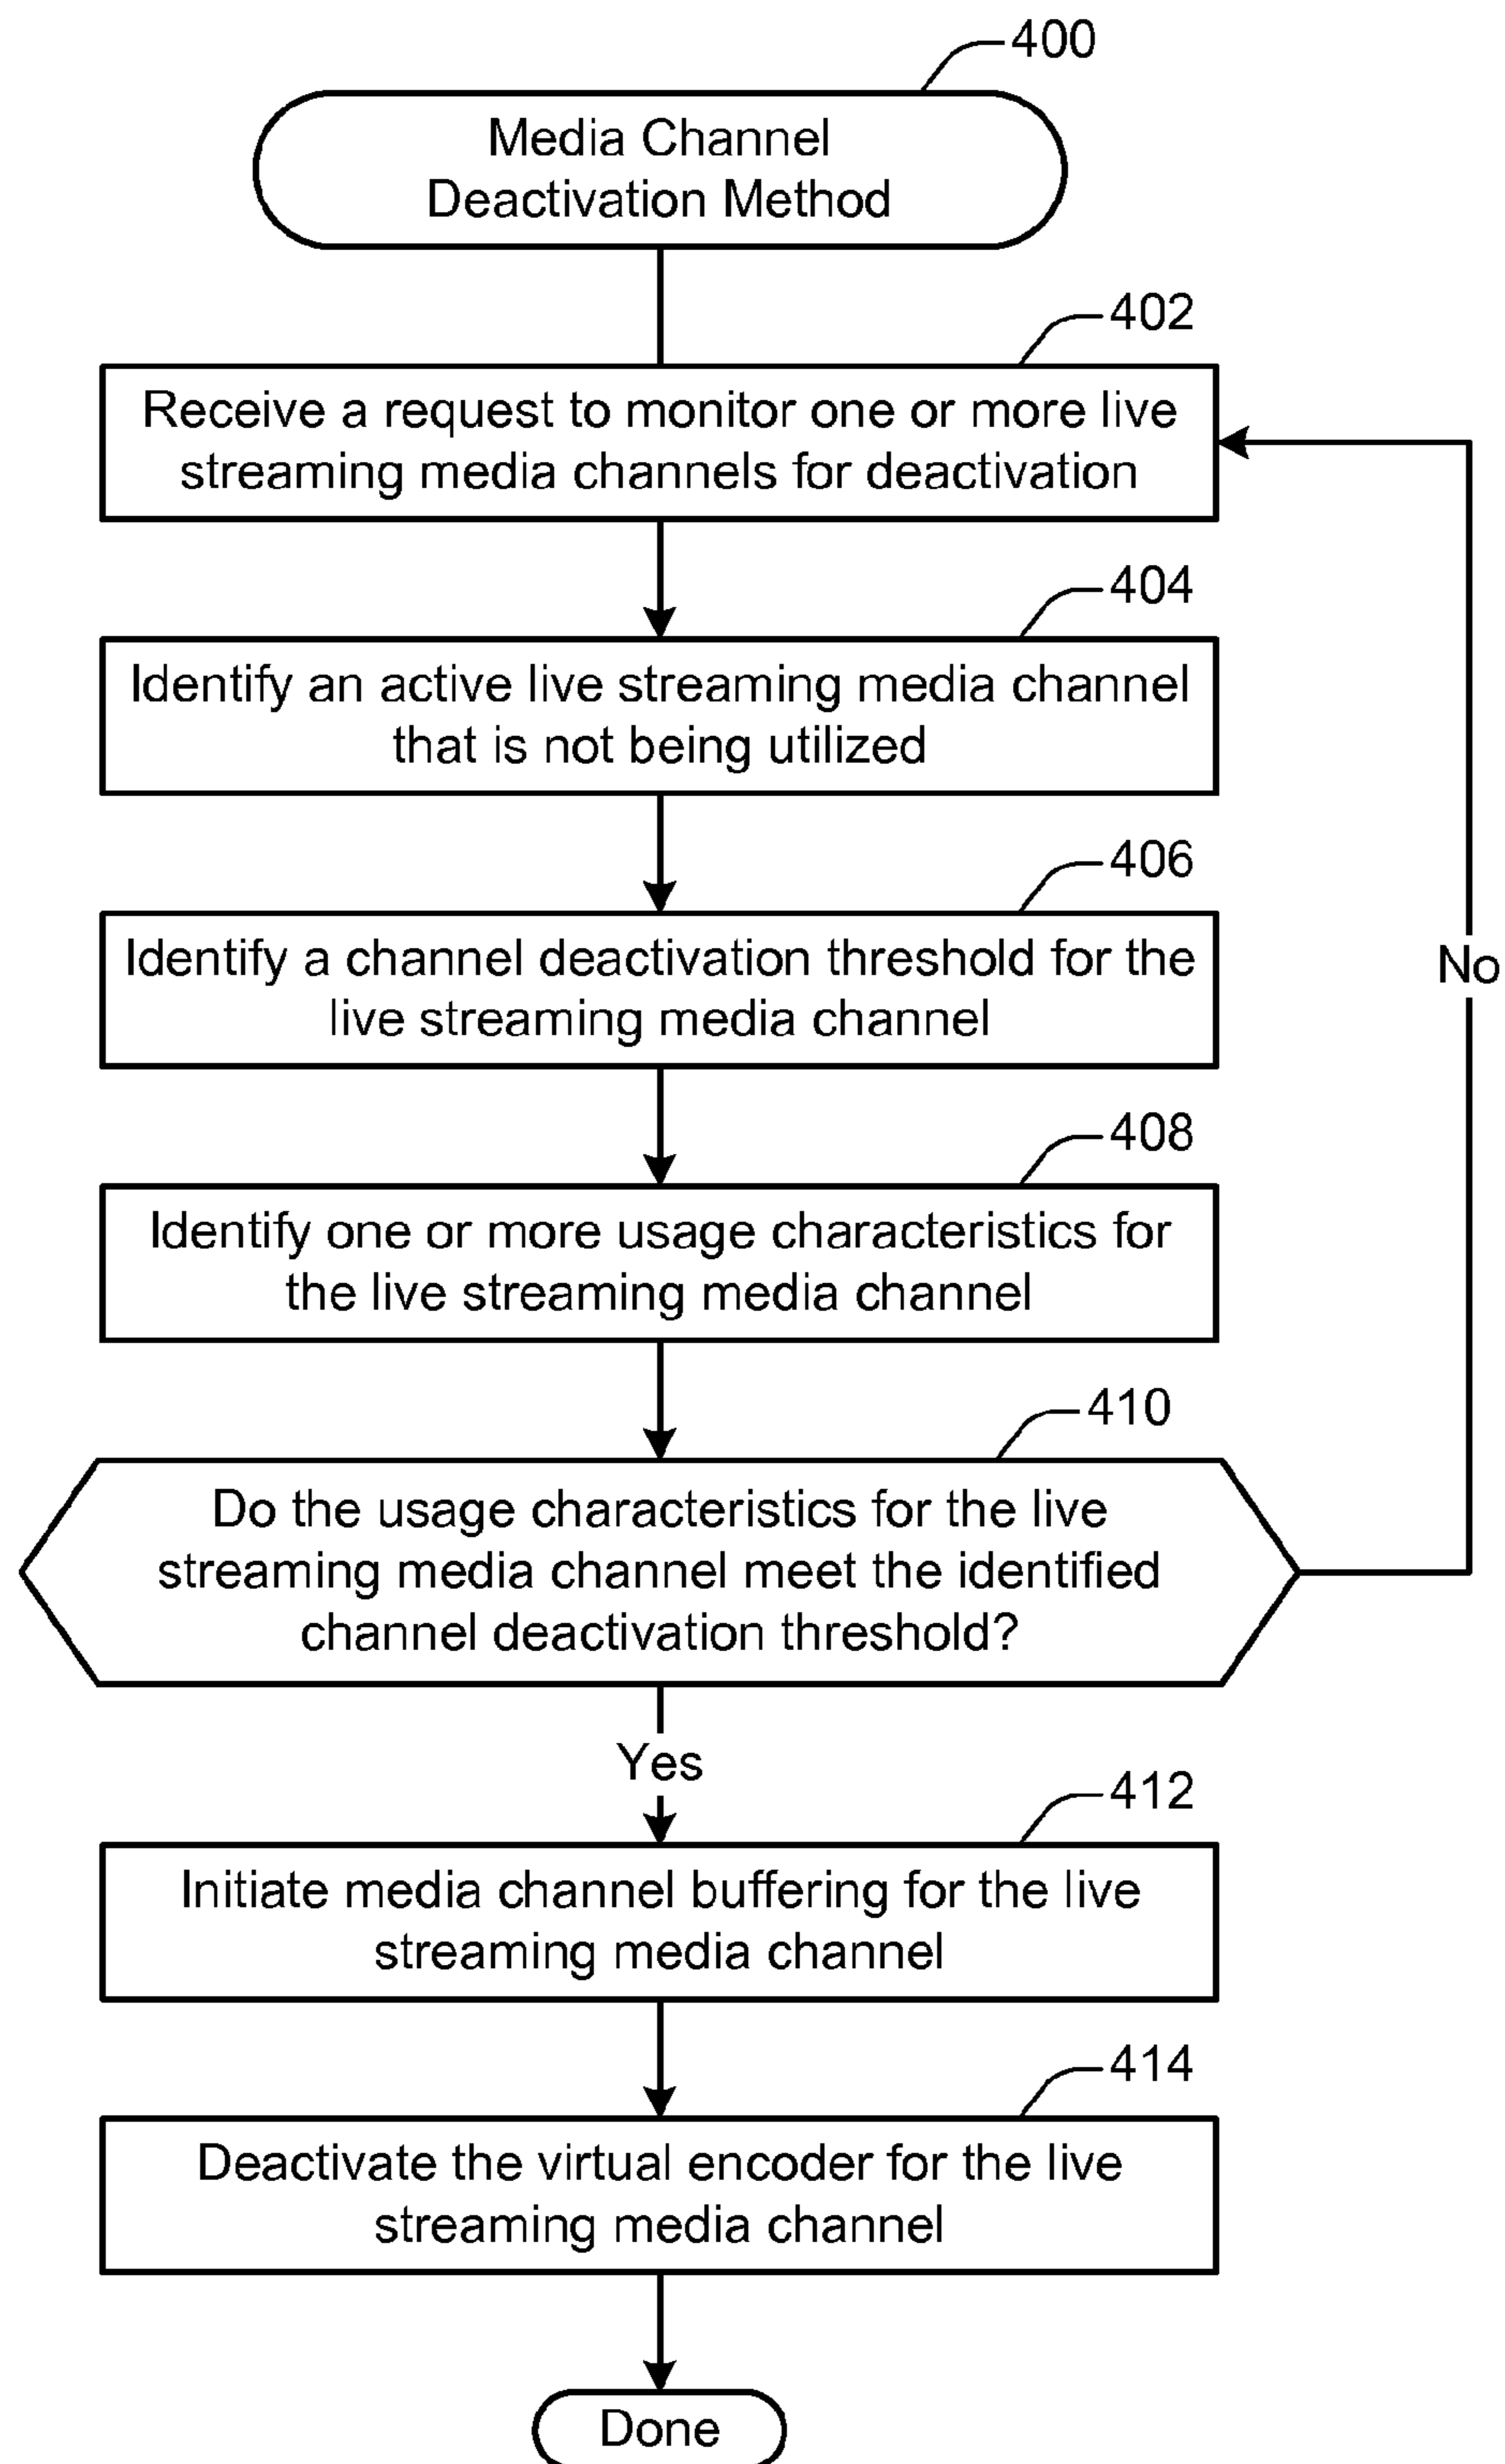 400
Media Channel
Deactivation Method
402
Receive a request to monitor one or more live
streaming media channels for deactivation
404
Identify an active live streaming media channel
that is not being utilized
406
Identify a channel deactivation threshold for the
live streaming media channel
No
408
Identify one or more usage characteristics for
the live streaming media channel
410
Do the usage characteristics for the live
streaming media channel meet the identified
channel deactivation threshold?
Yes
412
Initiate media channel buffering for the live
streaming media channel
414
Deactivate the virtual encoder for the live
streaming media channel
Done